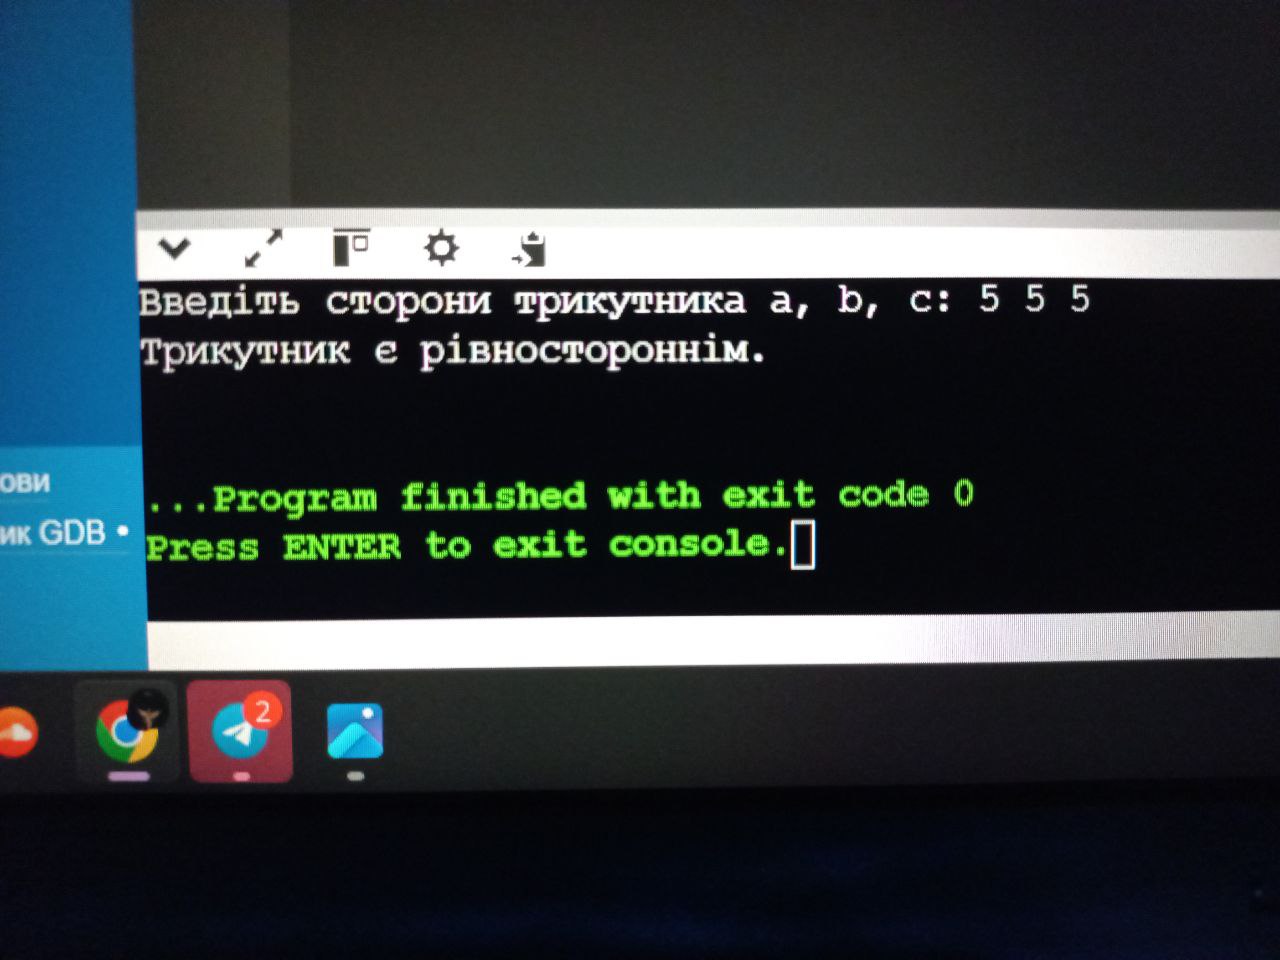 Введіть сторони трикутника a, b, c: 5 5 5
Трикутник є рівностороннім.
...Program finished with exit code 0
Press ENTER to exit console.
ови
ик GDB •
2